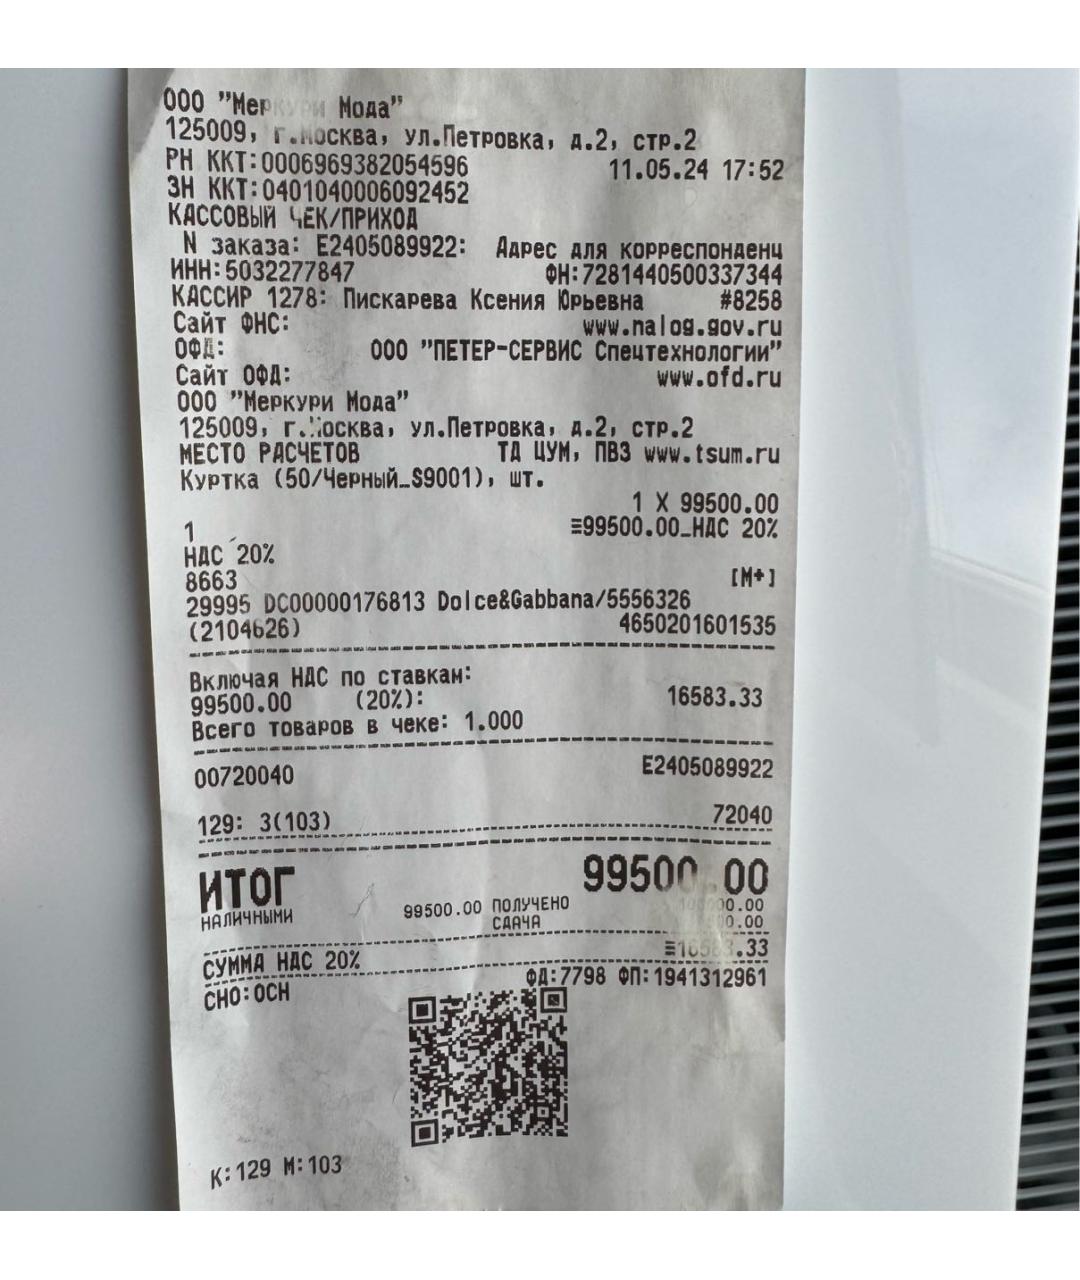 ООО "Меркури Мода"
125009, г.Москва, ул.Петровка, д.2, стр.2
РН ККТ:0006969382054596 11.05.24 17:52
ЗН ККТ:0401040006092452
КАССОВЫЙ ЧЕК/ПРИХОД
N заказа: E2405089922: Адрес для корреспонденц
ИНН:5032277847 ФН:7281440500337344
КАССИР 1278: Пискарева Ксения Юрьевна #8258
Сайт ФНС: www.nalog.gov.ru
ОФД: ООО "ПЕТЕР-СЕРВИС Спецтехнологии"
Сайт ОФД: www.ofd.ru
ООО "Меркури Мода"
125009, г.Москва, ул.Петровка, д.2, стр.2
МЕСТО РАСЧЕТОВ ТД ЦУМ, ПВЗ www.tsum.ru
Куртка (50/Черный_S9001), шт.
1 X 99500.00
1 ≡99500.00_НДС 20%
НДС 20%
8663 [M+]
29995 DC00000176813 Dolce&Gabbana/5556326
(2104626) 4650201601535
Включая НДС по ставкам:
99500.00 (20%): 16583.33
Всего товаров в чеке: 1.000
00720040 E2405089922
129: 3(103) 72040
ИТОГ 99500.00
НАЛИЧНЫМИ 99500.00 ПОЛУЧЕНО
СДАЧА
СУММА НДС 20% ≡16583.33
СНО:ОСН ФД:7798 ФП:1941312961
К:129 М:103